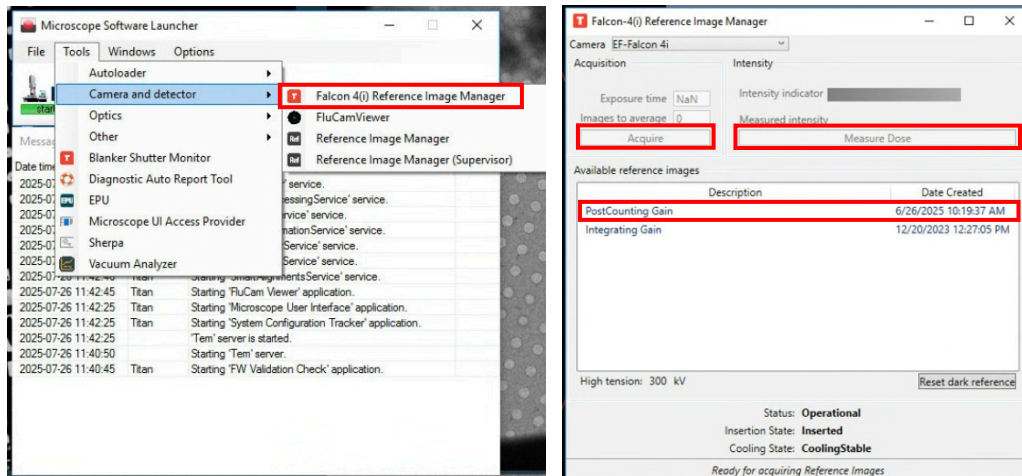 Microscope Software Launcher
File Tools Windows Options
Autoloader
Camera and detector
Optics
Other
Blanker Shutter Monitor
Diagnostic Auto Report Tool
EPU
Microscope UI Access Provider
Sherpa
Vacuum Analyzer
Falcon 4(i) Reference Image Manager
FluCamViewer
Reference Image Manager
Reference Image Manager (Supervisor)
Date time
' service.
essingService' service.
rvice' service.
mationService' service.
Service' service.
Service' service.
2025-07-26 11:42:46 Titan Starting 'SmartAlignmentsService' service.
2025-07-26 11:42:45 Titan Starting 'FluCam Viewer' application.
2025-07-26 11:42:25 Titan Starting 'Microscope User Interface' application.
2025-07-26 11:42:25 Titan Starting 'System Configuration Tracker' application.
2025-07-26 11:42:25 'Tem' server is started.
2025-07-26 11:40:50 Starting 'Tem' server.
2025-07-26 11:40:45 Titan Starting 'FW Validation Check' application.
Falcon-4(i) Reference Image Manager
Camera EF-Falcon 4i
Acquisition
Exposure time NaN
Images to average 0
Acquire
Intensity
Intensity indicator
Measured intensity
Measure Dose
Available reference images
Description Date Created
PostCounting Gain 6/26/2025 10:19:37 AM
Integrating Gain 12/20/2023 12:27:05 PM
High tension: 300 kV
Reset dark reference
Status: Operational
Insertion State: Inserted
Cooling State: CoolingStable
Ready for acquiring Reference Images